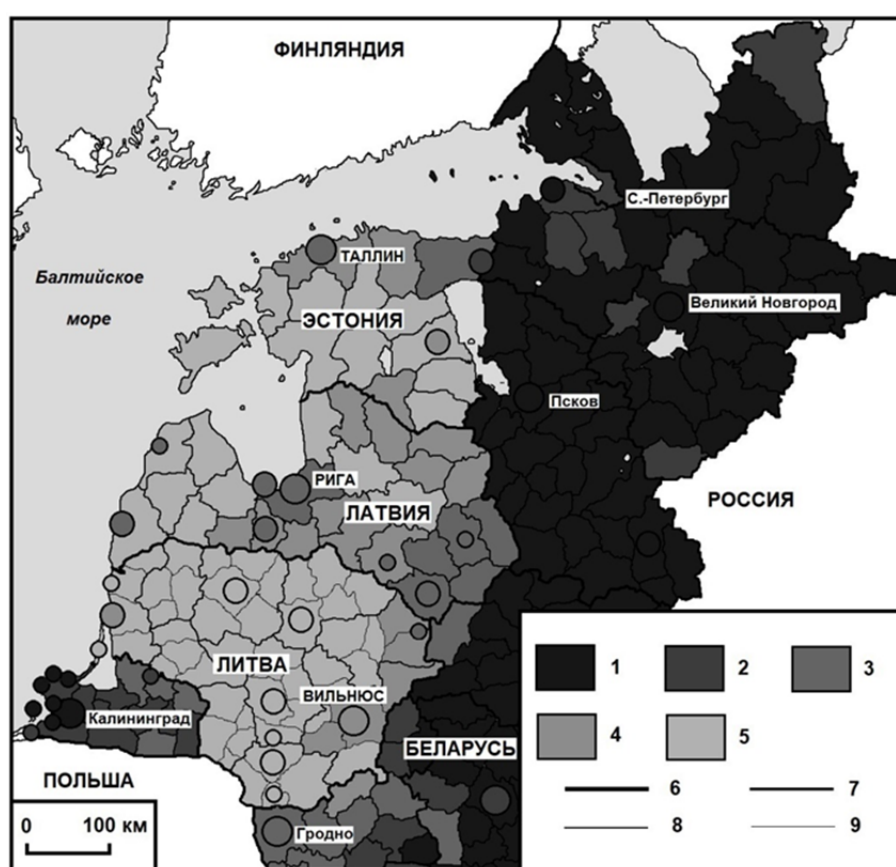 ФИНЛЯНДИЯ
С.-Петербург
ТАЛЛИН
Балтийское
море
Великий Новгород
ЭСТОНИЯ
Псков
РИГА
РОССИЯ
ЛАТВИЯ
ЛИТВА
ВИЛЬНЮС
Калининград
БЕЛАРУСЬ
ПОЛЬША
Гродно
0 100 км
1 2 3
4 5
6 7
8 9